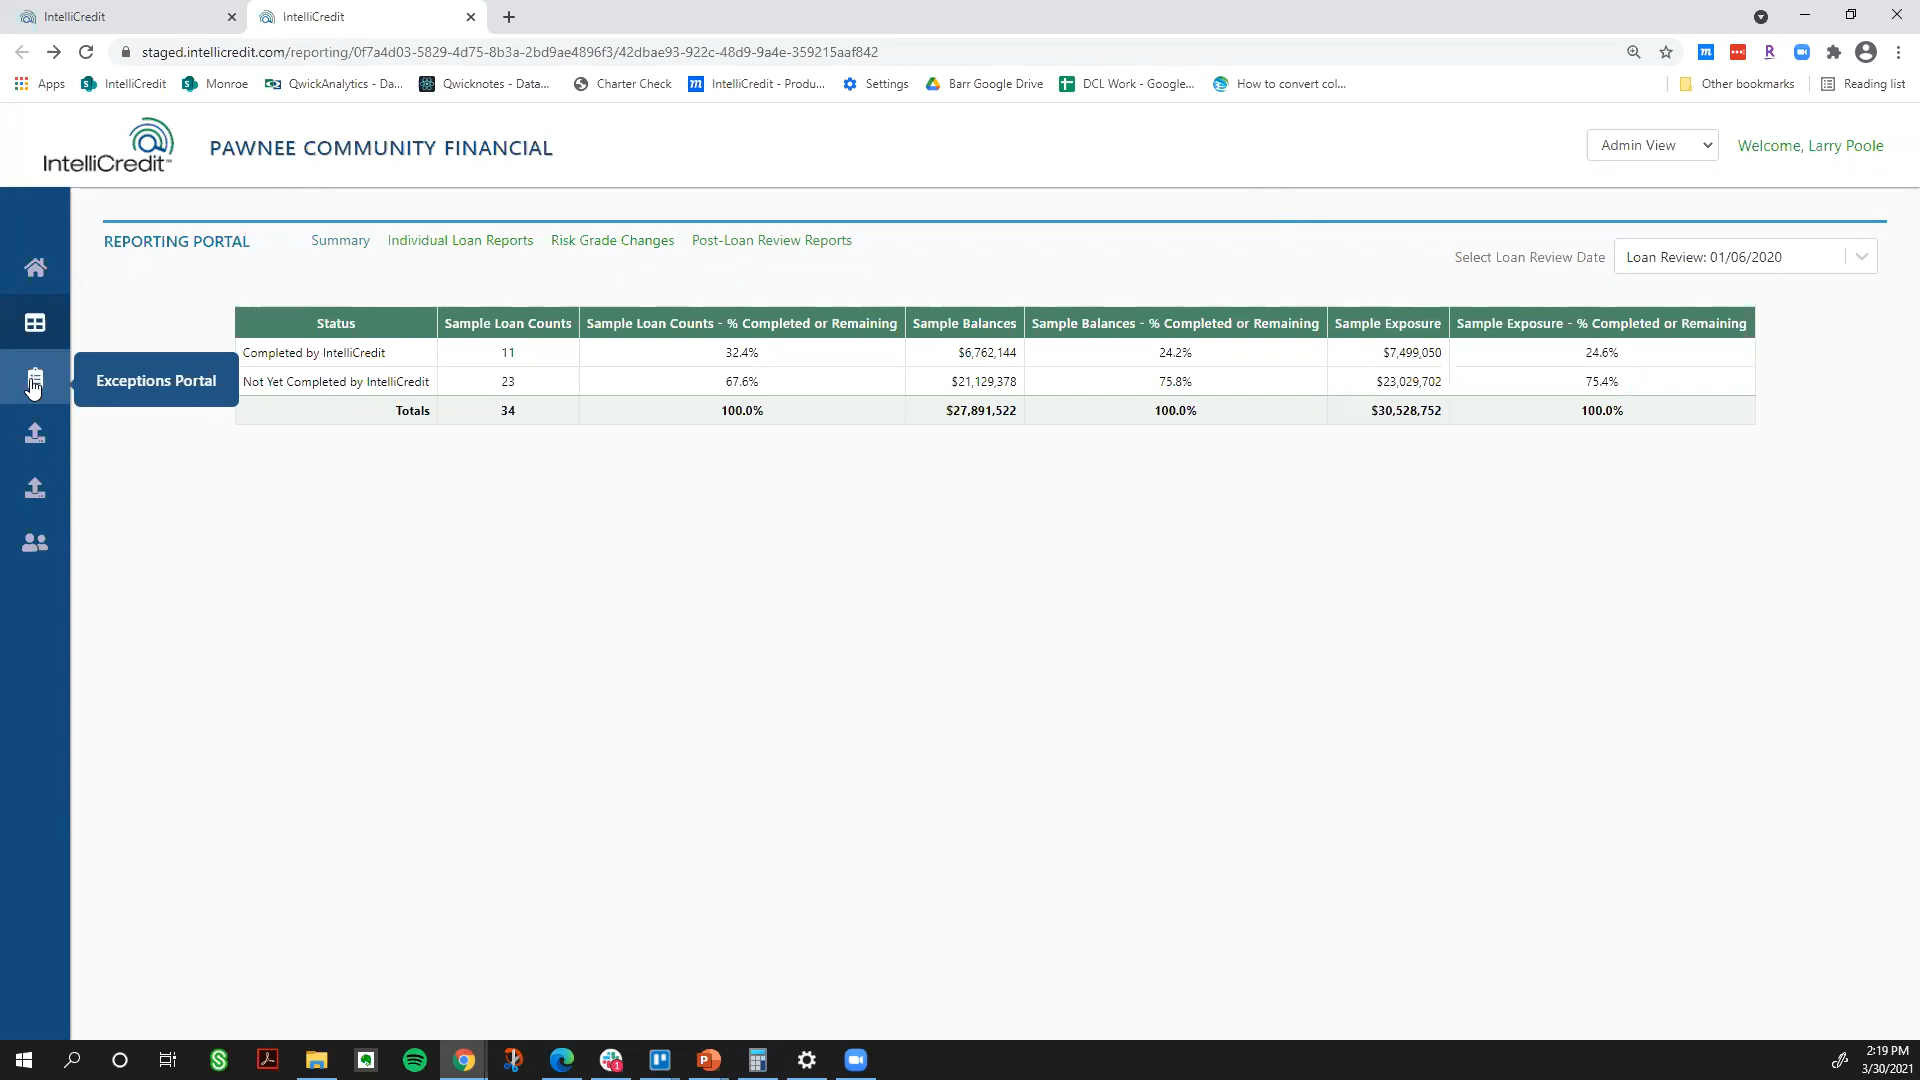 IntelliCredit
IntelliCredit
staged.intellicredit.com/reporting/0f7a4d03-5829-4d75-8b3a-2bd9ae4896f3/42dbae93-922c-48d9-9a4e-359215aaf842
Apps IntelliCredit Monroe QwickAnalytics - Da... Qwicknotes - Data... Charter Check IntelliCredit - Produ... Settings Barr Google Drive DCL Work - Google... How to convert col... Other bookmarks Reading list
IntelliCredit™ PAWNEE COMMUNITY FINANCIAL Admin View Welcome, Larry Poole
REPORTING PORTAL Summary Individual Loan Reports Risk Grade Changes Post-Loan Review Reports
Select Loan Review Date Loan Review: 01/06/2020
Status Sample Loan Counts Sample Loan Counts - % Completed or Remaining Sample Balances Sample Balances - % Completed or Remaining Sample Exposure Sample Exposure - % Completed or Remaining
Completed by IntelliCredit 11 32.4% $6,762,144 24.2% $7,499,050 24.6%
Exceptions Portal
Not Yet Completed by IntelliCredit 23 67.6% $21,129,378 75.8% $23,029,702 75.4%
Totals 34 100.0% $27,891,522 100.0% $30,528,752 100.0%
2:19 PM
3/30/2021